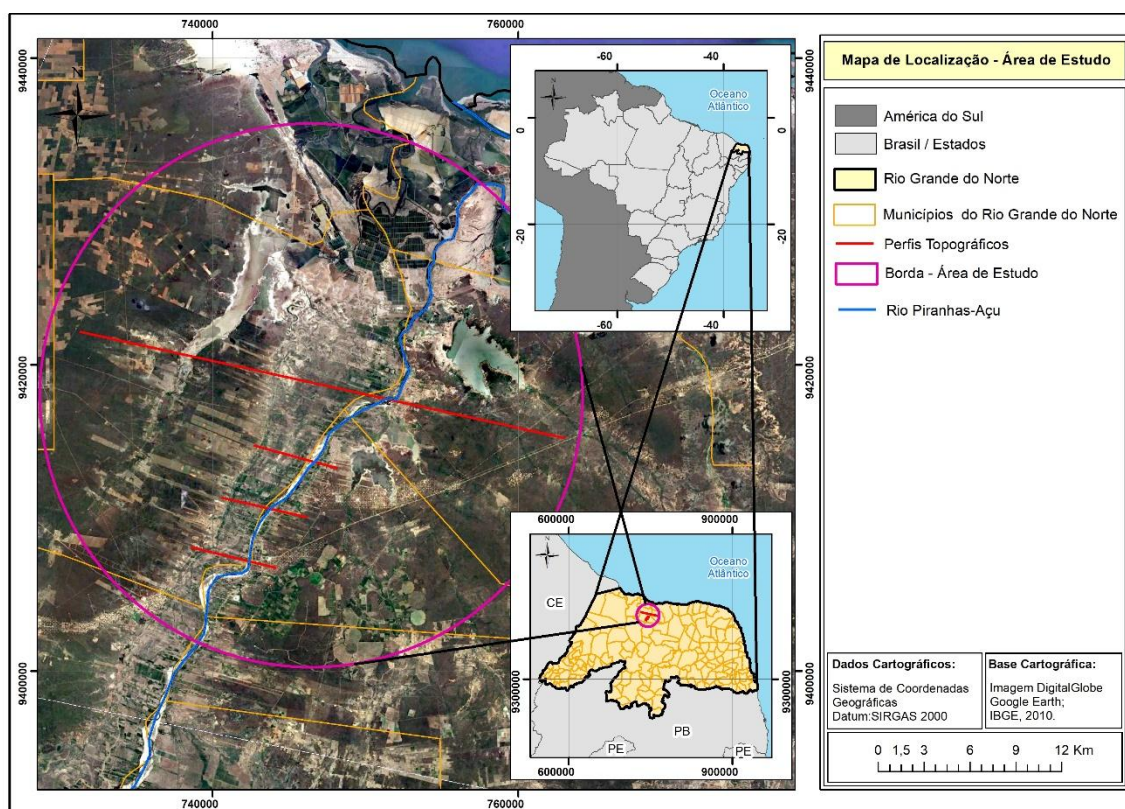 740000
760000
9440000
9420000
9400000
9440000
9420000
9400000
740000
760000
N
-60
-40
0
-20
0
-20
-60
-40
N
Oceano
Atlântico
600000
900000
9300000
9300000
600000
900000
N
Oceano
Atlântico
CE
PB
PE
PE
Mapa de Localização - Área de Estudo
América do Sul
Brasil / Estados
Rio Grande do Norte
Municípios do Rio Grande do Norte
Perfis Topográficos
Borda - Área de Estudo
Rio Piranhas-Açu
Dados Cartográficos:
Sistema de Coordenadas
Geográficas
Datum:SIRGAS 2000
Base Cartográfica:
Imagem DigitalGlobe
Google Earth;
IBGE, 2010.
0 1,5 3 6 9 12 Km